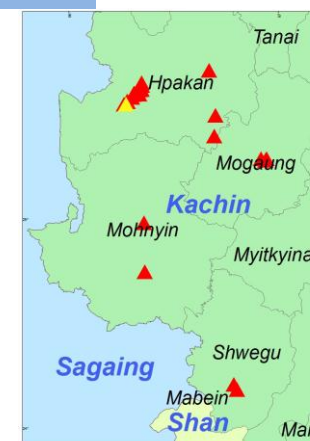 Tanai
Hpakan
Mogaung
Kachin
Mohnyin
Myitkyina
Sagaing
Shwegu
Mabein
Shan